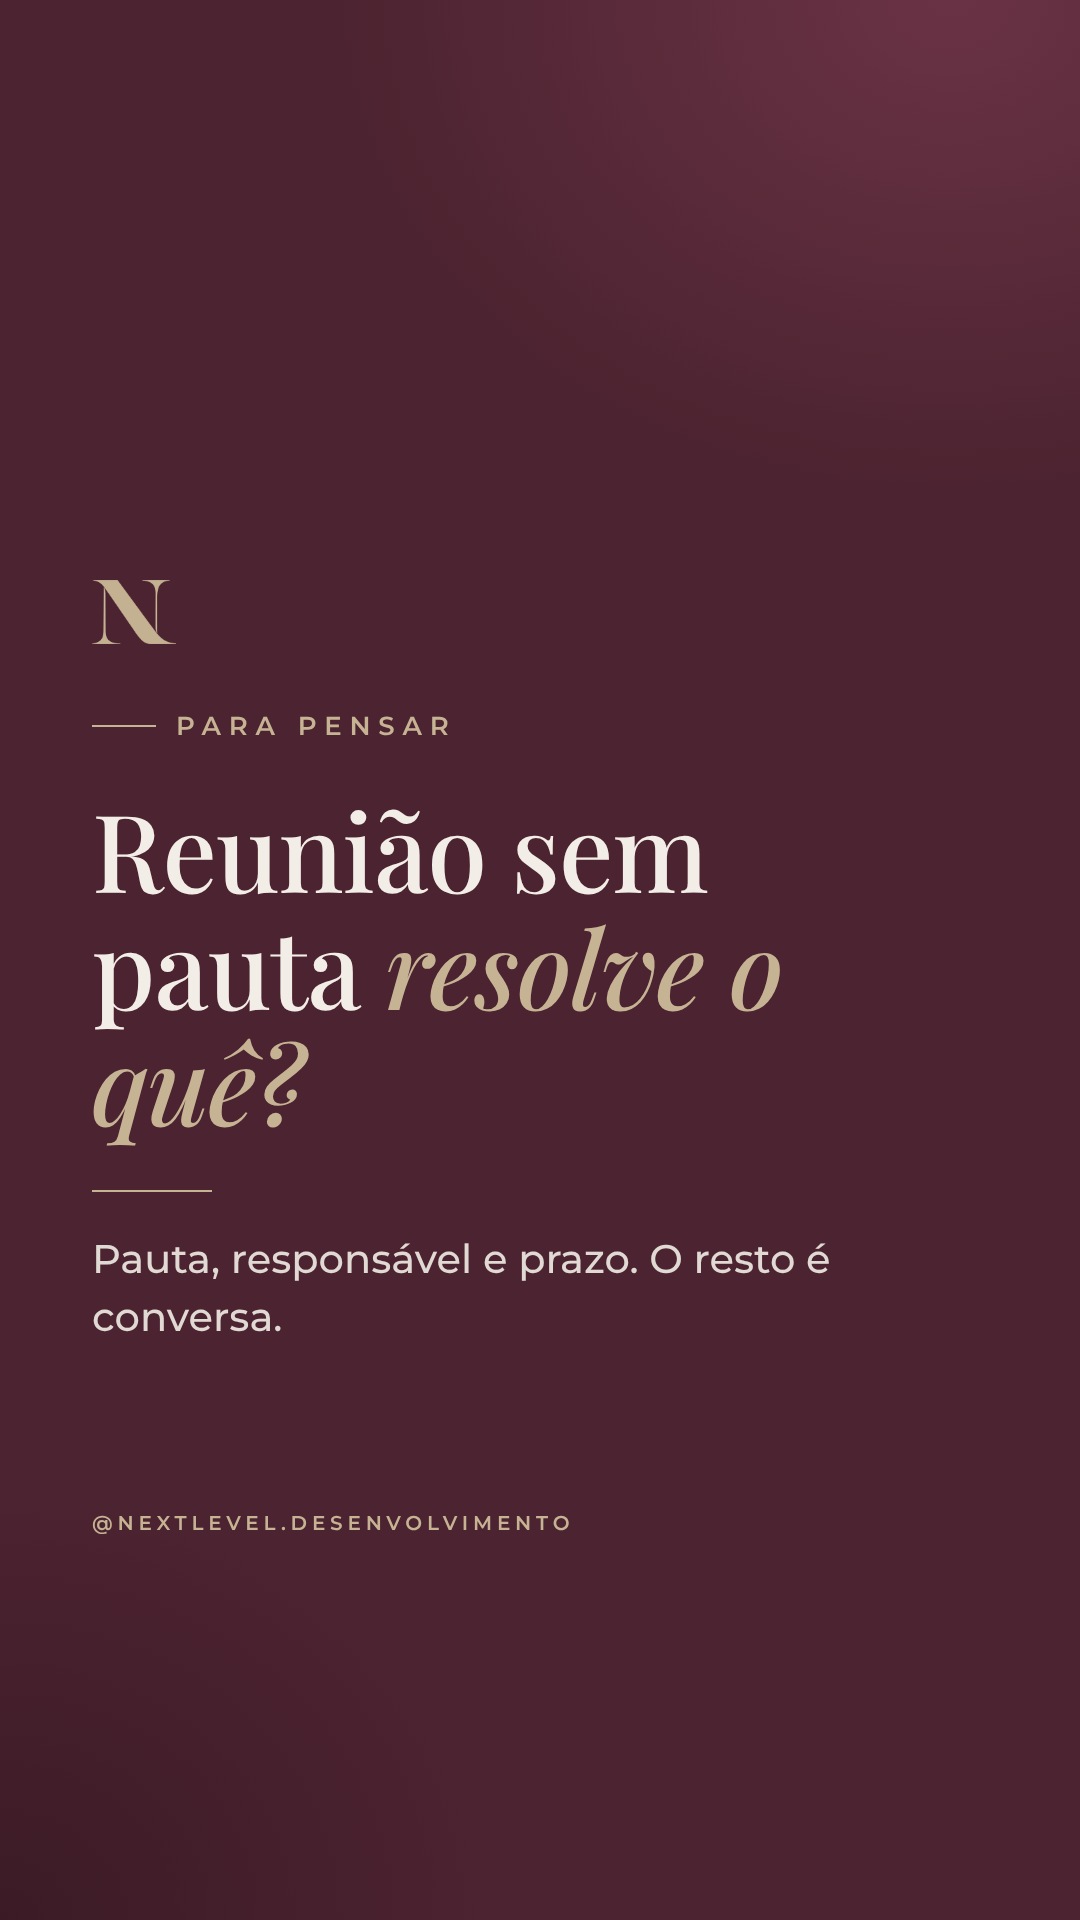 N
PARA PENSAR
Reunião sem
pauta resolve o
quê?
Pauta, responsável e prazo. O resto é
conversa.
@NEXTLEVEL.DESENVOLVIMENTO